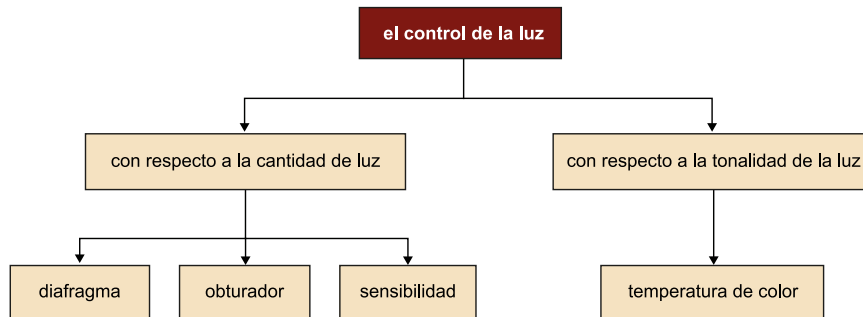 el control de la luz
con respecto a la cantidad de luz
con respecto a la tonalidad de la luz
diafragma
obturador
sensibilidad
temperatura de color